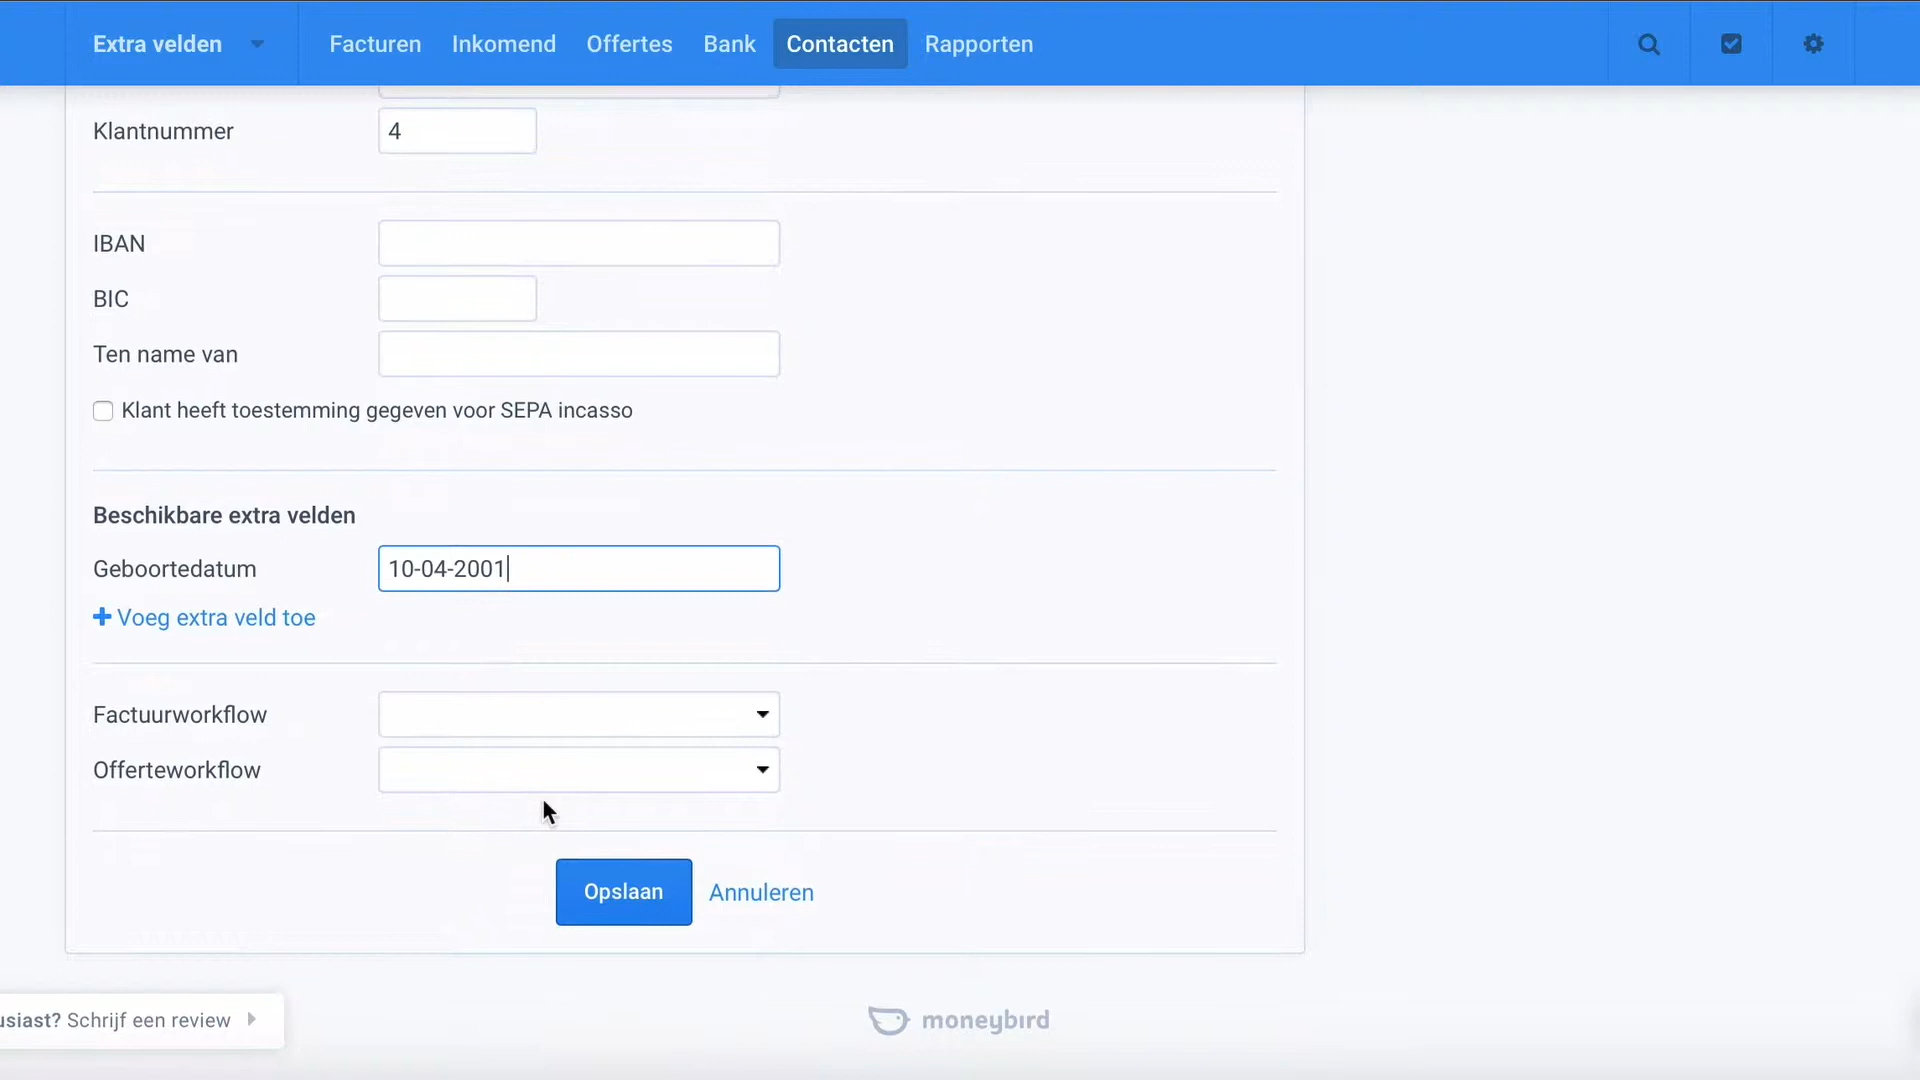 Extra velden
Facturen
Inkomend
Offertes
Bank
Contacten
Rapporten
Klantnummer
4
IBAN
BIC
Ten name van
Klant heeft toestemming gegeven voor SEPA incasso
Beschikbare extra velden
Geboortedatum
10-04-2001
Voeg extra veld toe
Factuurworkflow
Offerteworkflow
Opslaan
Annuleren
usiast? Schrijf een review
moneybird